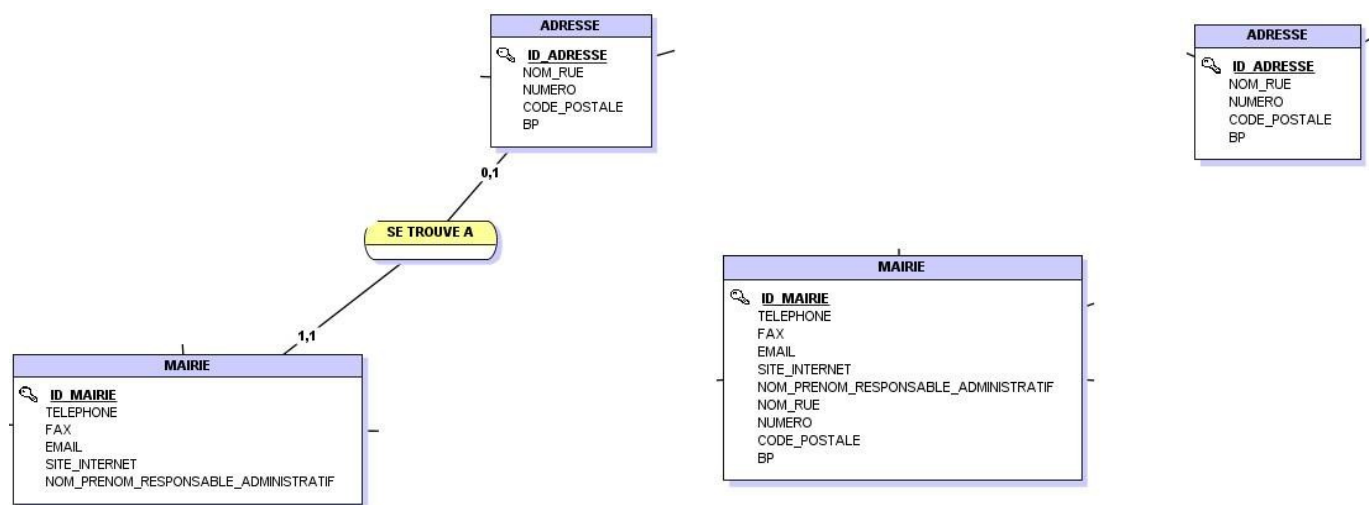 ADRESSE
ID_ADRESSE
NOM_RUE
NUMERO
CODE_POSTALE
BP
0,1
SE TROUVE A
1,1
MAIRIE
ID_MAIRIE
TELEPHONE
FAX
EMAIL
SITE_INTERNET
NOM_PRENOM_RESPONSABLE_ADMINISTRATIF
ADRESSE
ID_ADRESSE
NOM_RUE
NUMERO
CODE_POSTALE
BP
MAIRIE
ID_MAIRIE
TELEPHONE
FAX
EMAIL
SITE_INTERNET
NOM_PRENOM_RESPONSABLE_ADMINISTRATIF
NOM_RUE
NUMERO
CODE_POSTALE
BP